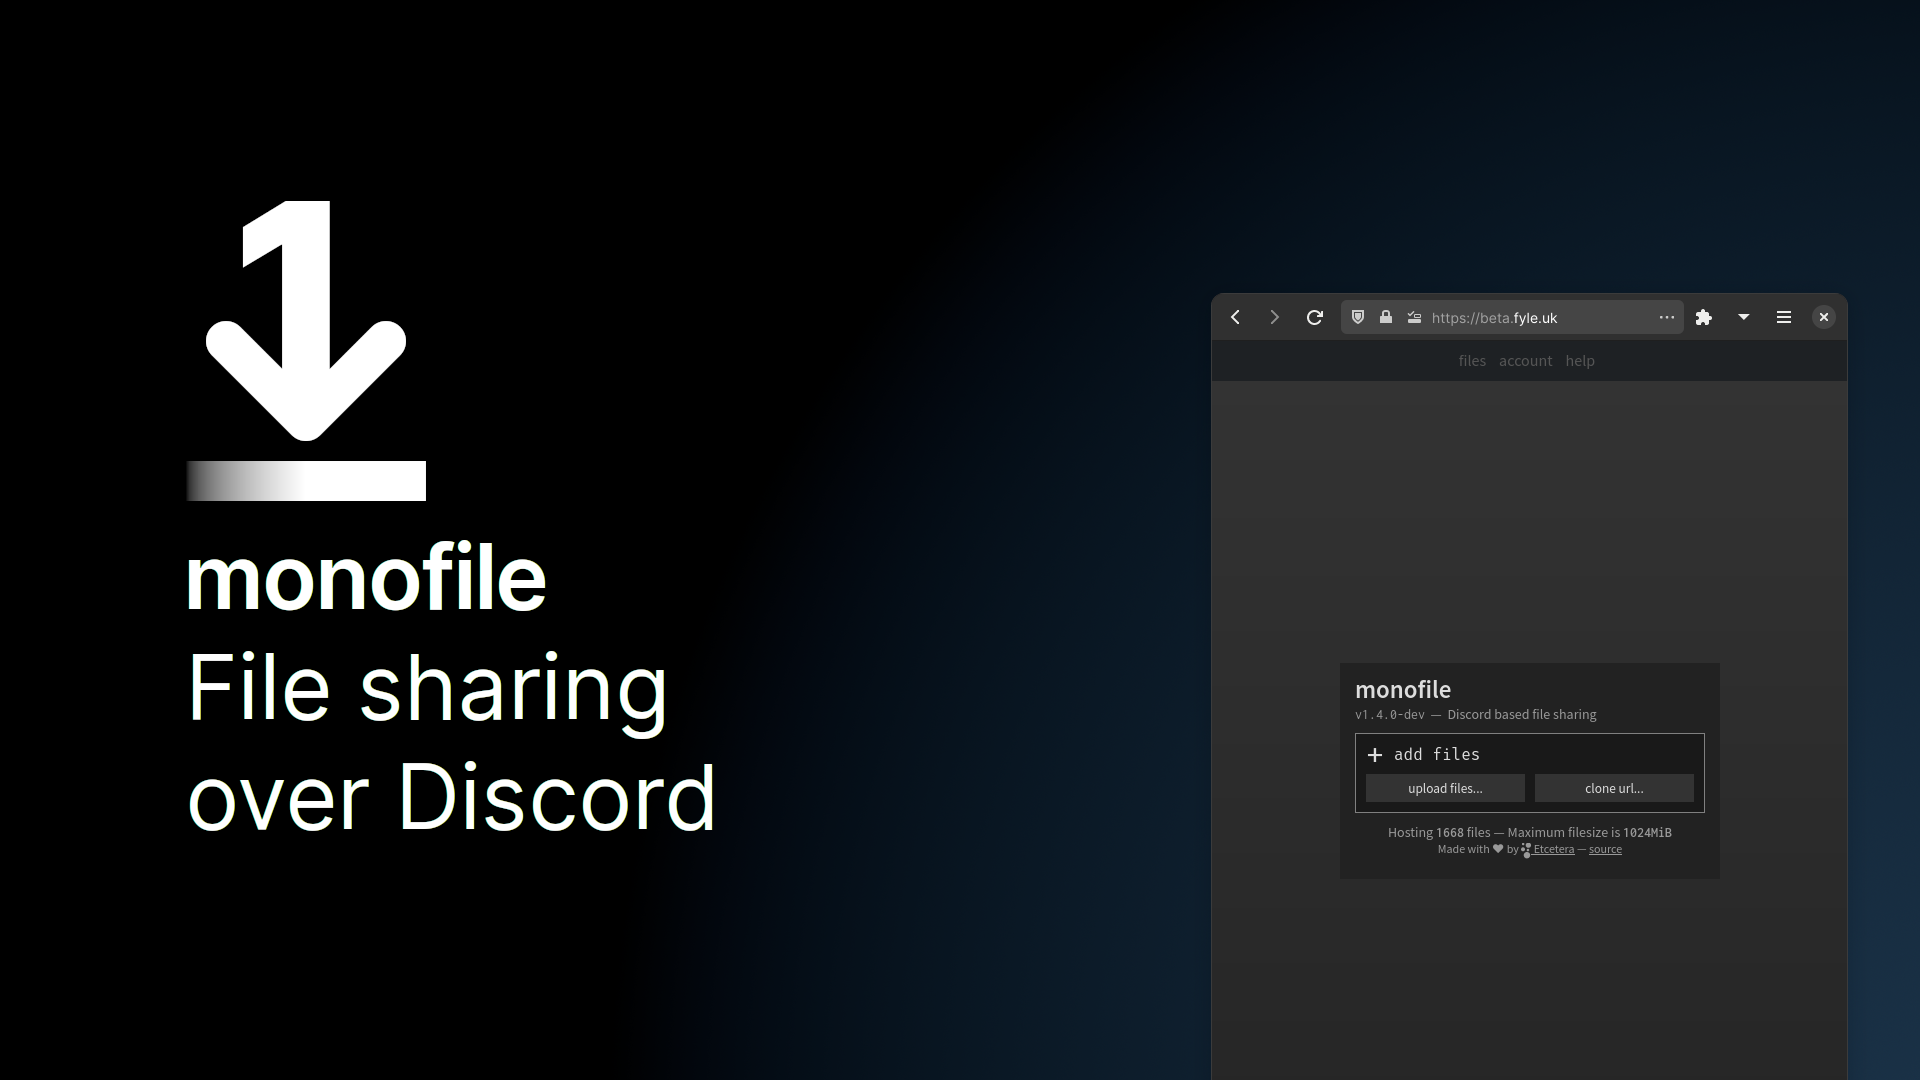 1
monofile
File sharing
over Discord
https://beta.fyle.uk
files account help
monofile
v1.4.0-dev — Discord based file sharing
+ add files
upload files... clone url...
Hosting 1668 files — Maximum filesize is 1024MiB
Made with ❤ by Etcetera — source